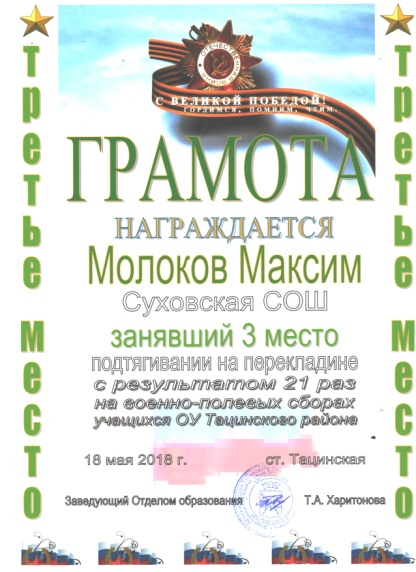 ОТЕЧЕСТВЕННАЯ ВОЙНА
С ВЕЛИКОЙ ПОБЕДОЙ!
ГОРДИМСЯ, ПОМНИМ, ЧТИМ.
ГРАМОТА
НАГРАЖДАЕТСЯ
Молоков Максим
Суховская СОШ
занявший 3 место
подтягивании на перекладине
с результатом 21 раз
на военно-полевых сборах
учащихся ОУ Тацинского района
18 мая 2018 г. ст. Тацинская
Заведующий Отделом образования Т.А. Харитонова
третье место
третье место